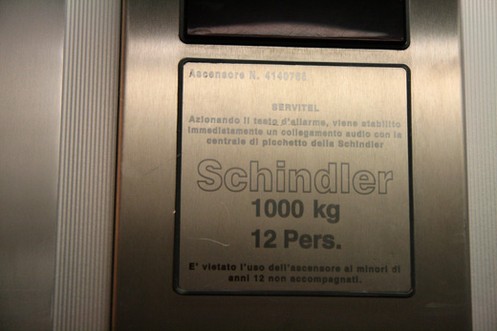 Ascensore N. 4140788
SERVITEL
Azionando il tasto d'allarme, viene stabilito
immediatamente un collegamento audio con la
centrale di picchetto della Schindler
Schindler
1000 kg
12 Pers.
E' vietato l'uso dell'ascensore ai minori di
anni 12 non accompagnati.